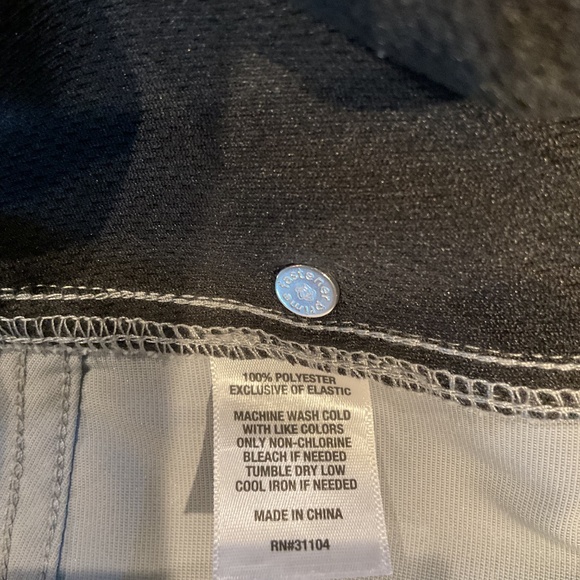 fastener
100% POLYESTER
EXCLUSIVE OF ELASTIC
MACHINE WASH COLD
WITH LIKE COLORS
ONLY NON-CHLORINE
BLEACH IF NEEDED
TUMBLE DRY LOW
COOL IRON IF NEEDED
MADE IN CHINA
RN#31104